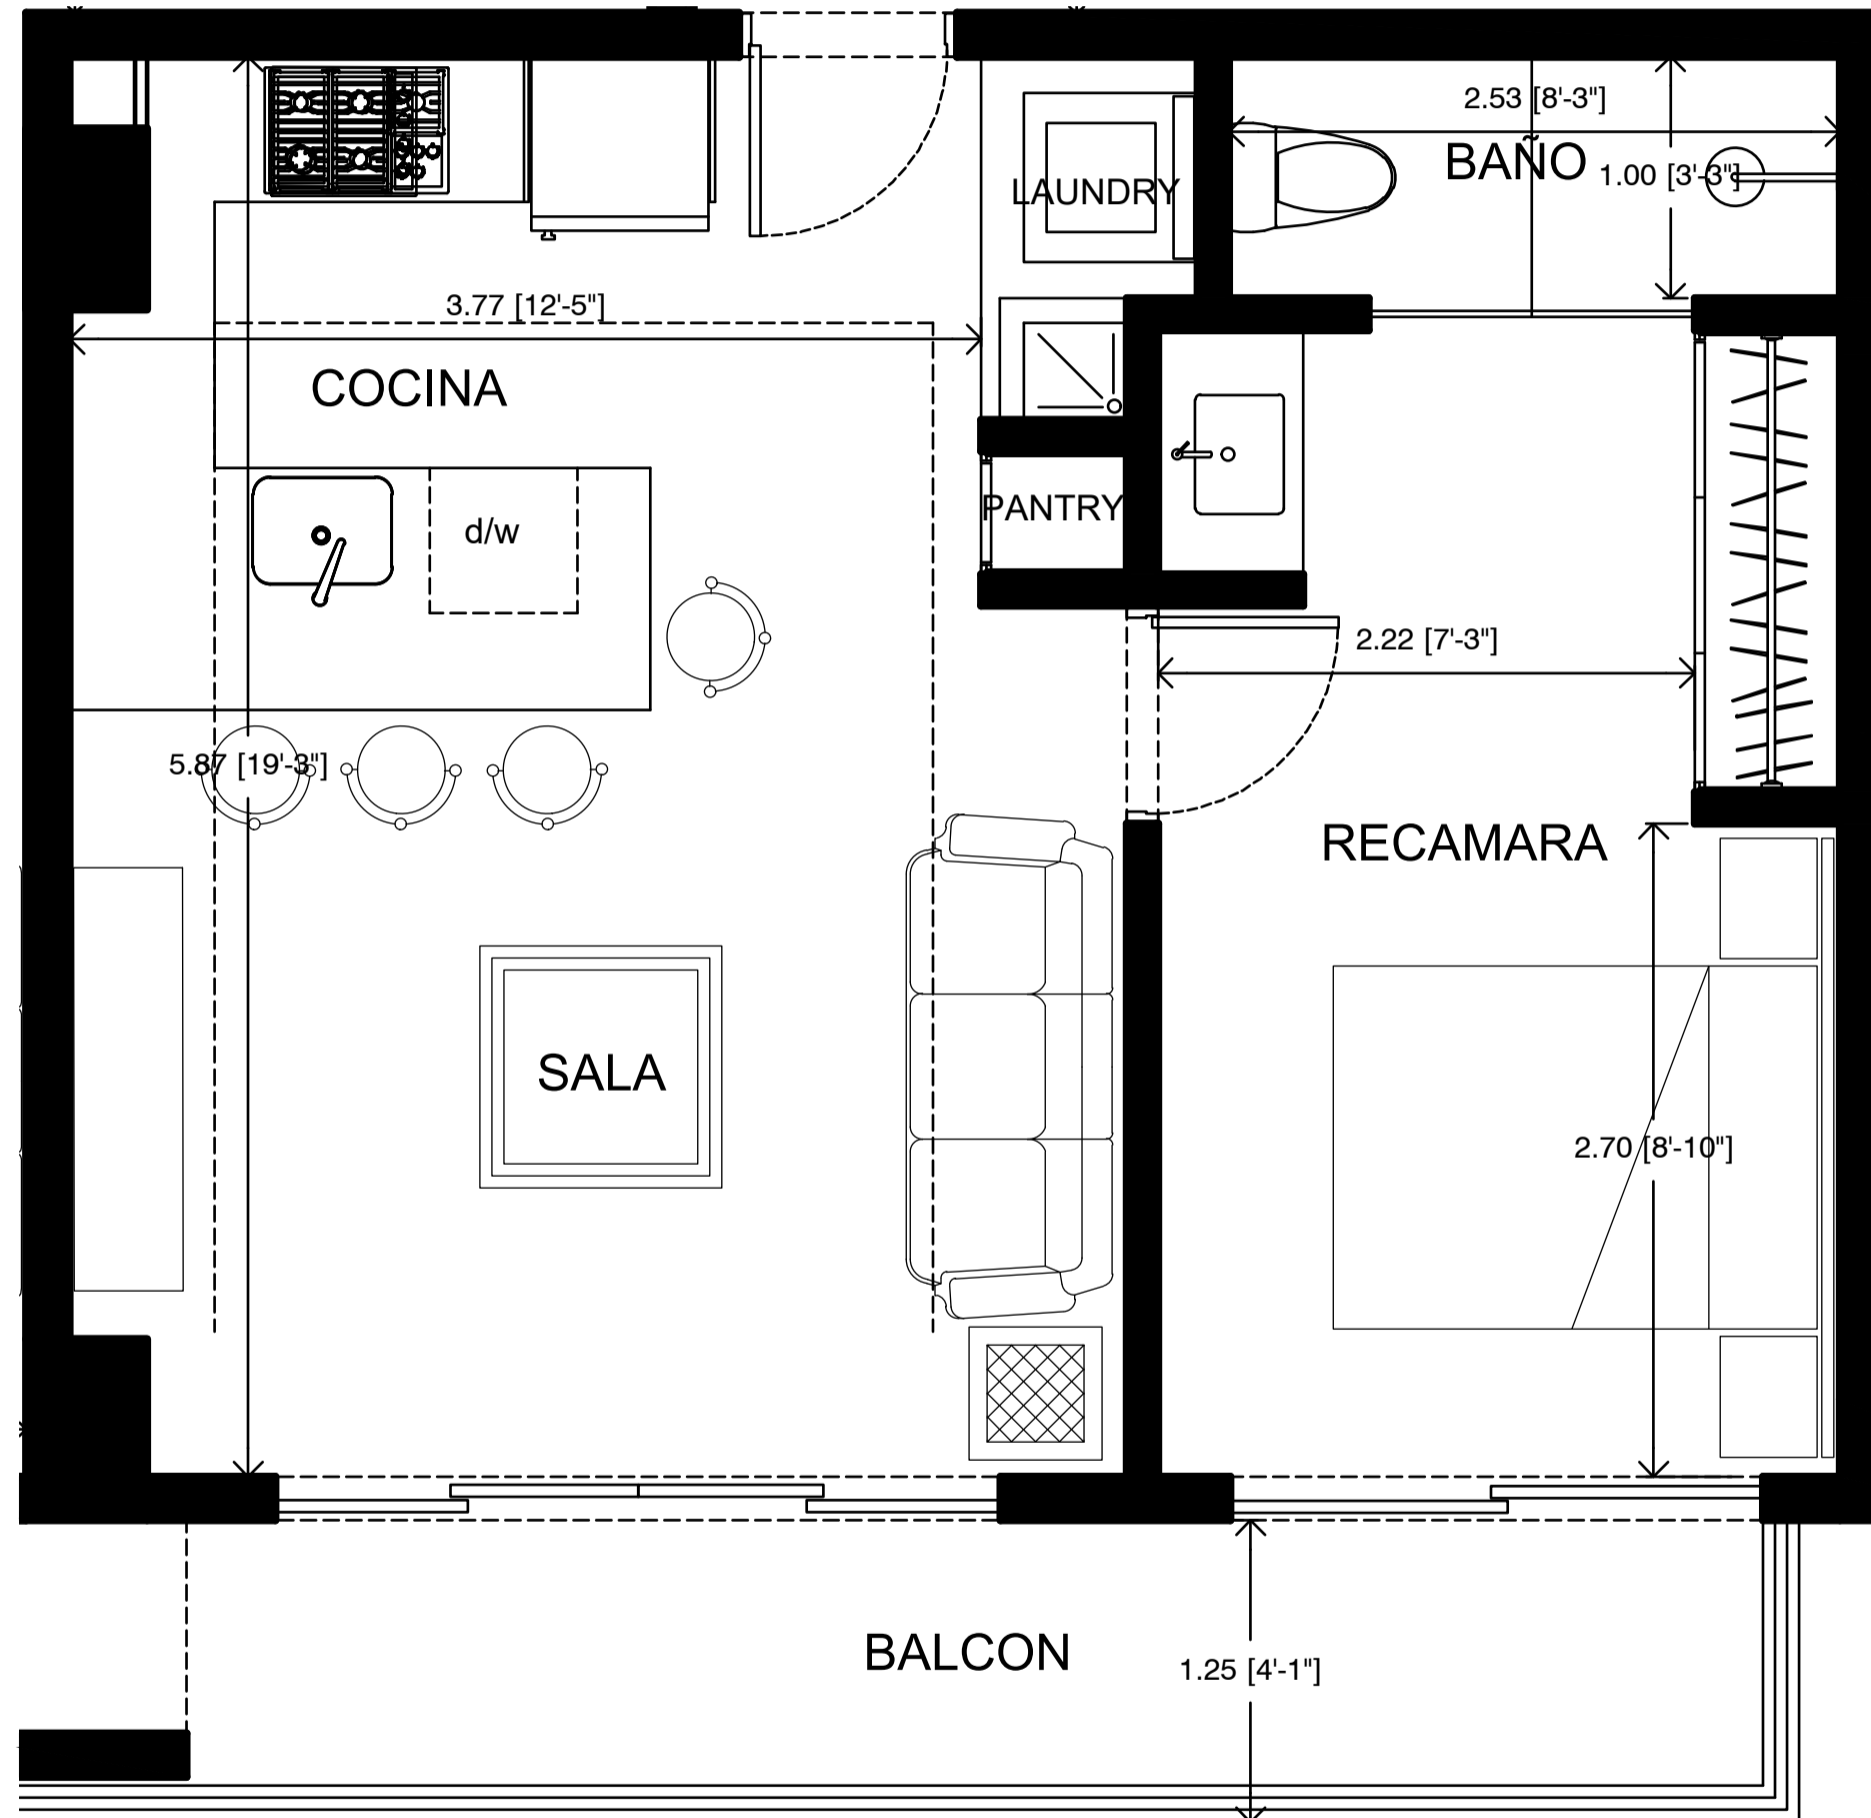 2.53 [8'-3"]
BAÑO
1.00 [3'-3"]
LAUNDRY
3.77 [12'-5"]
COCINA
PANTRY
d/w
2.22 [7'-3"]
5.87 [19'-3"]
RECAMARA
SALA
2.70 [8'-10"]
BALCON
1.25 [4'-1"]